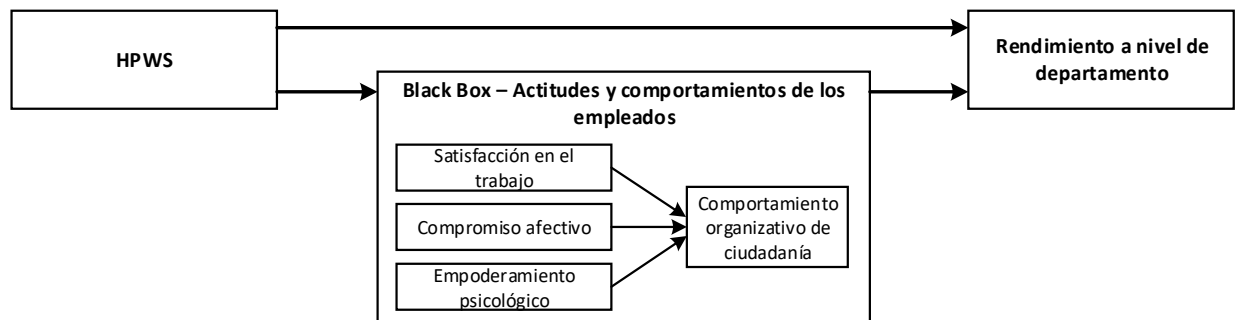 HPWS
Rendimiento a nivel de
departamento
Black Box – Actitudes y comportamientos de los
empleados
Satisfacción en el
trabajo
Compromiso afectivo
Empoderamiento
psicológico
Comportamiento
organizativo de
ciudadanía